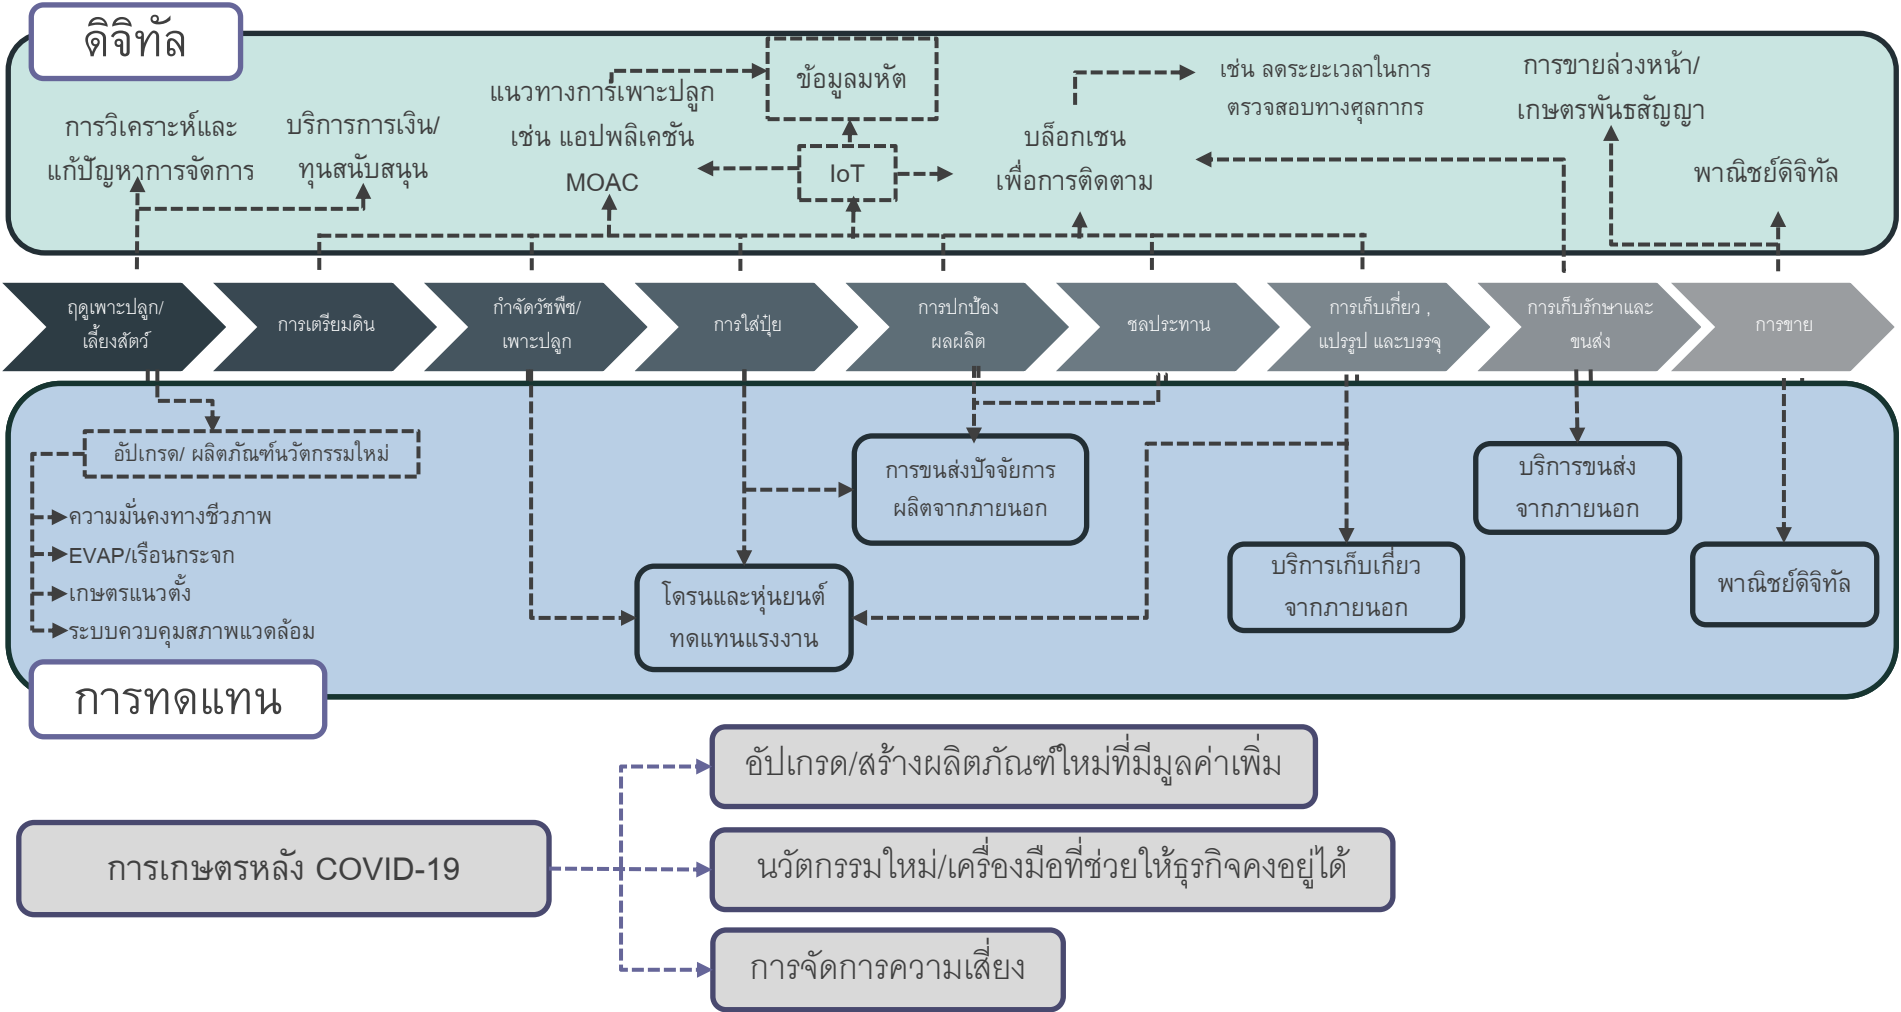 ดิจิทัล
การวิเคราะห์และ
แก้ปัญหาการจัดการ
บริการการเงิน/
ทุนสนับสนุน
แนวทางการเพาะปลูก
เช่น แอปพลิเคชัน
MOAC
ข้อมูลมหัต
IoT
บล็อกเชน
เพื่อการติดตาม
เช่น ลดระยะเวลาในการ
ตรวจสอบทางศุลกากร
การขายล่วงหน้า/
เกษตรพันธสัญญา
พาณิชย์ดิจิทัล
ฤดูเพาะปลูก/
เลี้ยงสัตว์
การเตรียมดิน
กำจัดวัชพืช/
เพาะปลูก
การใส่ปุ๋ย
การปกป้อง
ผลผลิต
ชลประทาน
การเก็บเกี่ยว ,
แปรรูป และบรรจุ
การเก็บรักษาและ
ขนส่ง
การขาย
อัปเกรด/ ผลิตภัณฑ์นวัตกรรมใหม่
ความมั่นคงทางชีวภาพ
EVAP/เรือนกระจก
เกษตรแนวตั้ง
ระบบควบคุมสภาพแวดล้อม
โดรนและหุ่นยนต์
ทดแทนแรงงาน
การขนส่งปัจจัยการ
ผลิตจากภายนอก
บริการเก็บเกี่ยว
จากภายนอก
บริการขนส่ง
จากภายนอก
พาณิชย์ดิจิทัล
การทดแทน
การเกษตรหลัง COVID-19
อัปเกรด/สร้างผลิตภัณฑ์ใหม่ที่มีมูลค่าเพิ่ม
นวัตกรรมใหม่/เครื่องมือที่ช่วยให้ธุรกิจคงอยู่ได้
การจัดการความเสี่ยง